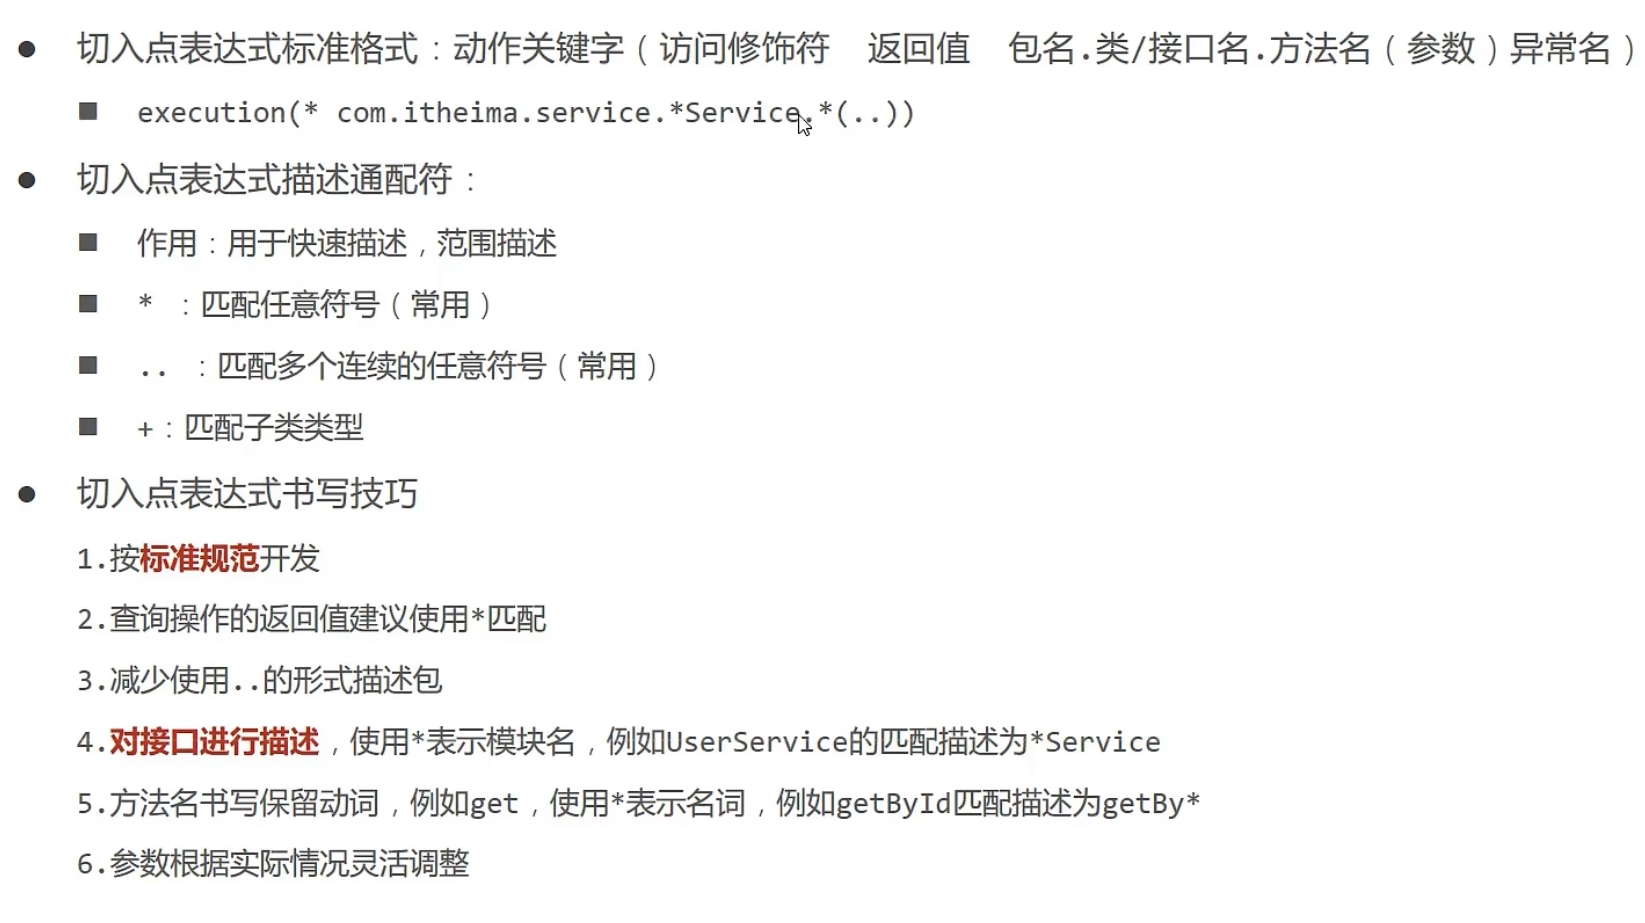 切入点表达式标准格式：动作关键字（访问修饰符　返回值　包名.类/接口名.方法名（参数）异常名）
execution(* com.itheima.service.*Service.*(..))
切入点表达式描述通配符：
作用：用于快速描述，范围描述
* ：匹配任意符号（常用）
.. ：匹配多个连续的任意符号（常用）
+：匹配子类类型
切入点表达式书写技巧
1.按标准规范开发
2.查询操作的返回值建议使用*匹配
3.减少使用..的形式描述包
4.对接口进行描述，使用*表示模块名，例如UserService的匹配描述为*Service
5.方法名书写保留动词，例如get，使用*表示名词，例如getById匹配描述为getBy*
6.参数根据实际情况灵活调整